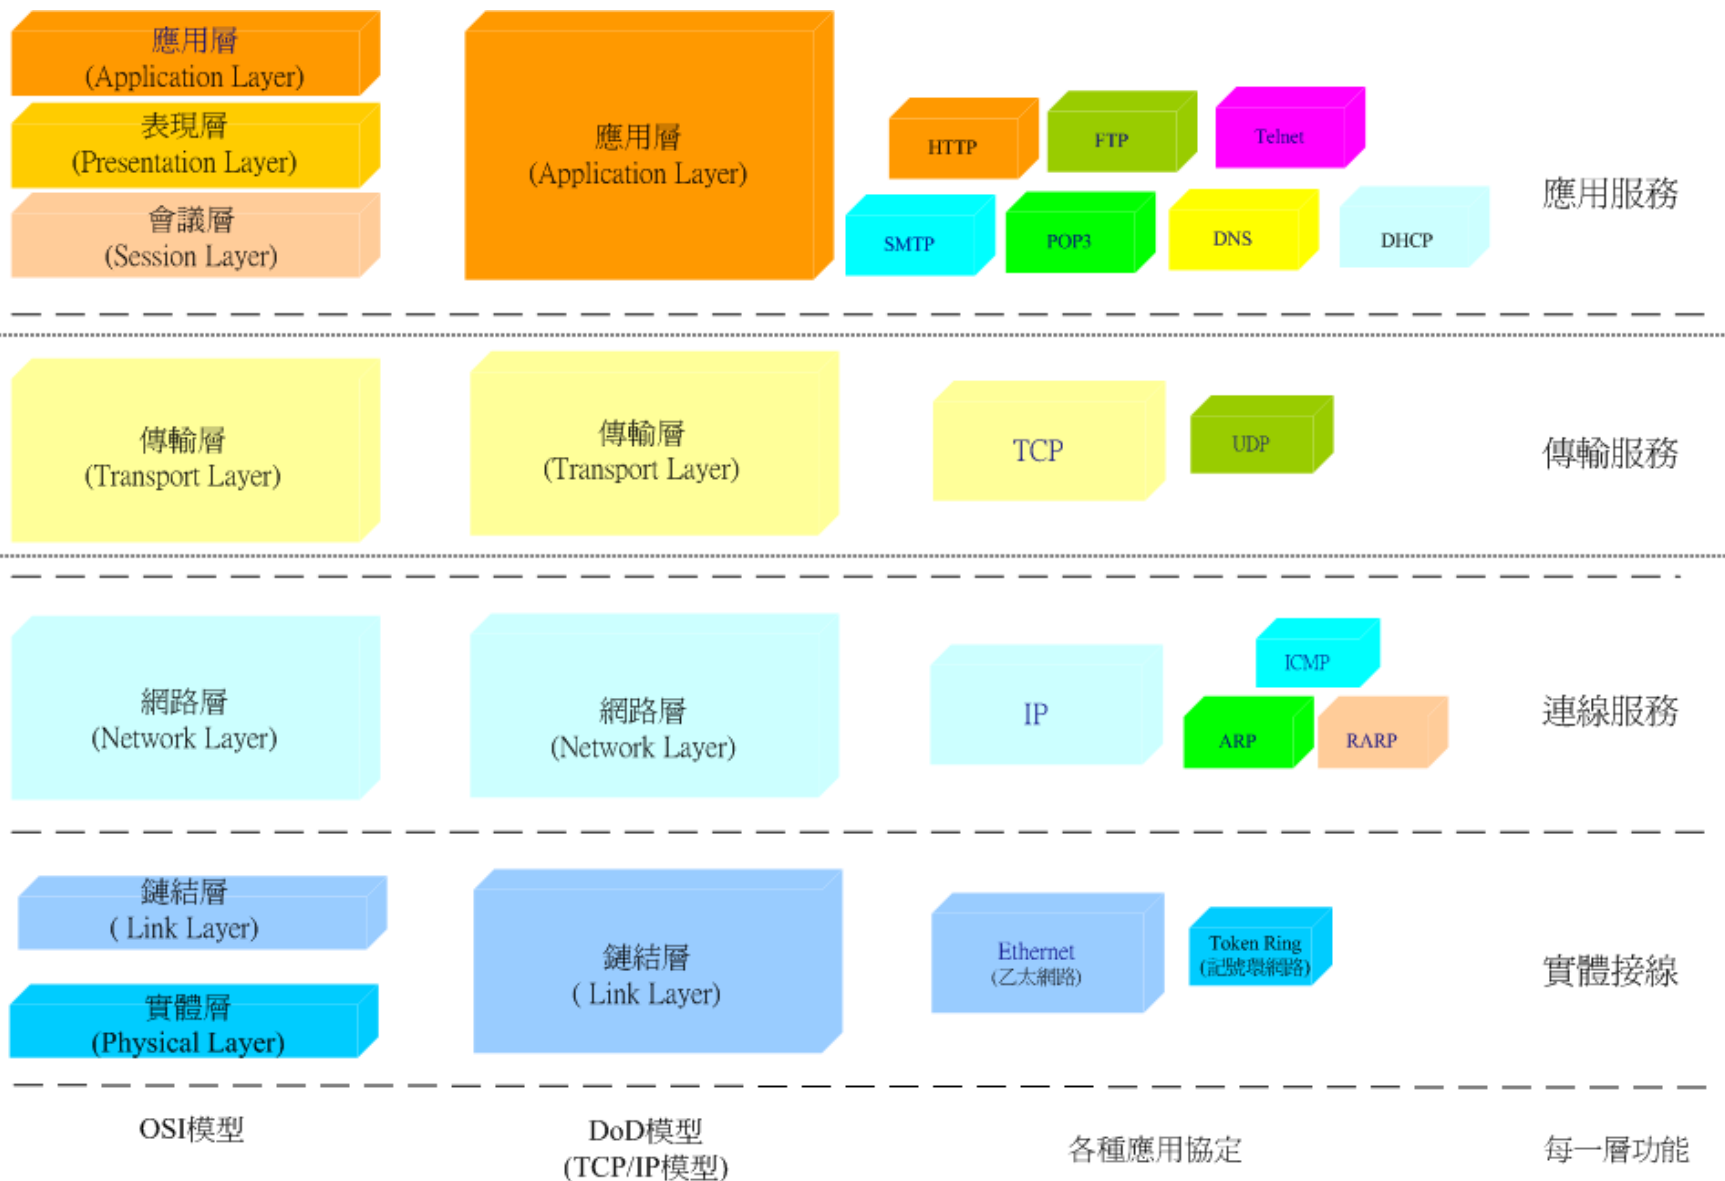 應用層
(Application Layer)
表現層
(Presentation Layer)
會議層
(Session Layer)
應用層
(Application Layer)
HTTP
FTP
Telnet
SMTP
POP3
DNS
DHCP
應用服務
傳輸層
(Transport Layer)
傳輸層
(Transport Layer)
TCP
UDP
傳輸服務
網路層
(Network Layer)
網路層
(Network Layer)
IP
ICMP
ARP
RARP
連線服務
鏈結層
( Link Layer)
實體層
(Physical Layer)
鏈結層
( Link Layer)
Ethernet
(乙太網路)
Token Ring
(記號環網路)
實體接線
OSI模型
DoD模型
(TCP/IP模型)
各種應用協定
每一層功能